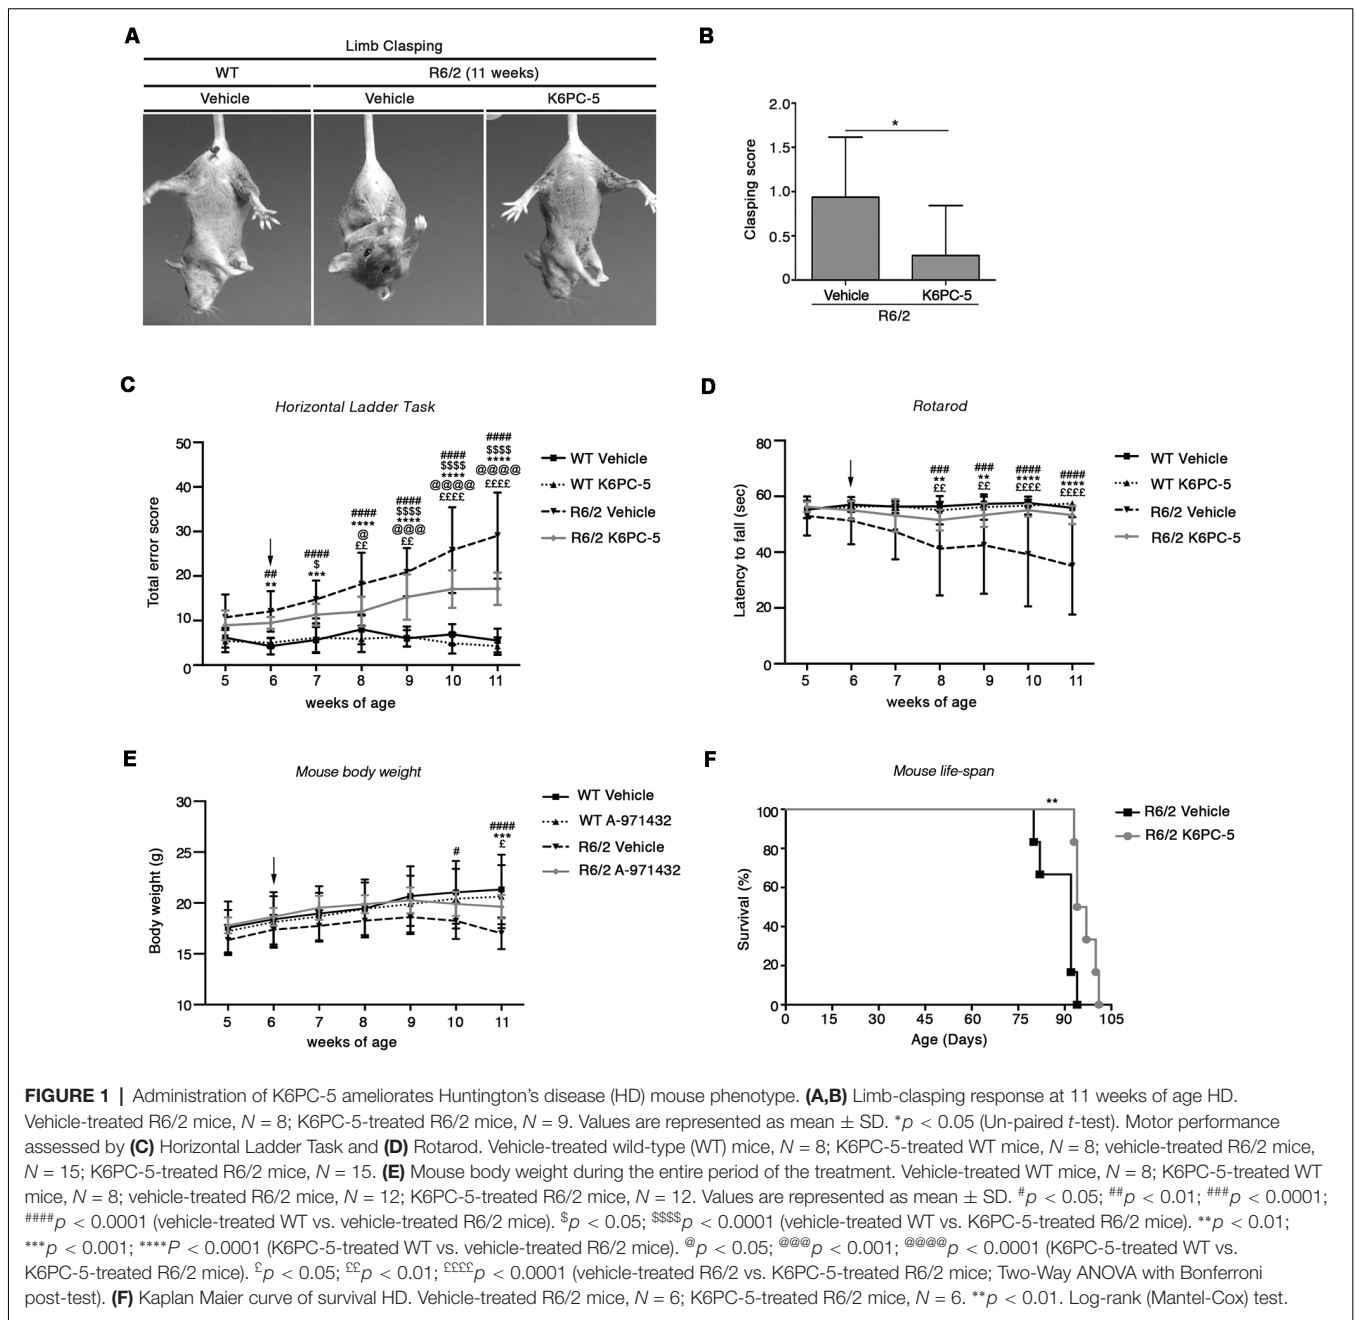 A
Limb Clasping
WT R6/2 (11 weeks)
Vehicle Vehicle K6PC-5
B
2.0
1.5
1.0
0.5
0
Clasping score
*
Vehicle K6PC-5
R6/2
C
Horizontal Ladder Task
50
40
30
20
10
0
Total error score
##
**
####
$
***
####
****
@
££
####
$$$$
****
@@@
££
####
$$$$
****
@@@@
££££
####
$$$$
****
@@@@
££££
5 6 7 8 9 10 11
weeks of age
WT Vehicle
WT K6PC-5
R6/2 Vehicle
R6/2 K6PC-5
D
Rotarod
80
60
40
20
0
Latency to fall (sec)
###
**
££
###
**
££
####
****
££££
####
****
££££
5 6 7 8 9 10 11
weeks of age
WT Vehicle
WT K6PC-5
R6/2 Vehicle
R6/2 K6PC-5
E
Mouse body weight
30
25
20
15
10
Body weight (g)
#
####
***
£
5 6 7 8 9 10 11
weeks of age
WT Vehicle
WT A-971432
R6/2 Vehicle
R6/2 A-971432
F
Mouse life-span
100
80
60
40
20
0
Survival (%)
**
0 15 30 45 60 75 90 105
Age (Days)
R6/2 Vehicle
R6/2 K6PC-5
FIGURE 1 | Administration of K6PC-5 ameliorates Huntington's disease (HD) mouse phenotype. (A,B) Limb-clasping response at 11 weeks of age HD.
Vehicle-treated R6/2 mice, N = 8; K6PC-5-treated R6/2 mice, N = 9. Values are represented as mean ± SD. *p < 0.05 (Un-paired t-test). Motor performance
assessed by (C) Horizontal Ladder Task and (D) Rotarod. Vehicle-treated wild-type (WT) mice, N = 8; K6PC-5-treated WT mice, N = 8; vehicle-treated R6/2 mice,
N = 15; K6PC-5-treated R6/2 mice, N = 15. (E) Mouse body weight during the entire period of the treatment. Vehicle-treated WT mice, N = 8; K6PC-5-treated WT
mice, N = 8; vehicle-treated R6/2 mice, N = 12; K6PC-5-treated R6/2 mice, N = 12. Values are represented as mean ± SD. #p < 0.05; ##p < 0.01; ###p < 0.0001;
####p < 0.0001 (vehicle-treated WT vs. vehicle-treated R6/2 mice). $p < 0.05; $$$$p < 0.0001 (vehicle-treated WT vs. K6PC-5-treated R6/2 mice). **p < 0.01;
***p < 0.001; ****P < 0.0001 (K6PC-5-treated WT vs. vehicle-treated R6/2 mice). @p < 0.05; @@@p < 0.001; @@@@p < 0.0001 (K6PC-5-treated WT vs.
K6PC-5-treated R6/2 mice). £p < 0.05; ££p < 0.01; ££££p < 0.0001 (vehicle-treated R6/2 vs. K6PC-5-treated R6/2 mice; Two-Way ANOVA with Bonferroni
post-test). (F) Kaplan Maier curve of survival HD. Vehicle-treated R6/2 mice, N = 6; K6PC-5-treated R6/2 mice, N = 6. **p < 0.01. Log-rank (Mantel-Cox) test.